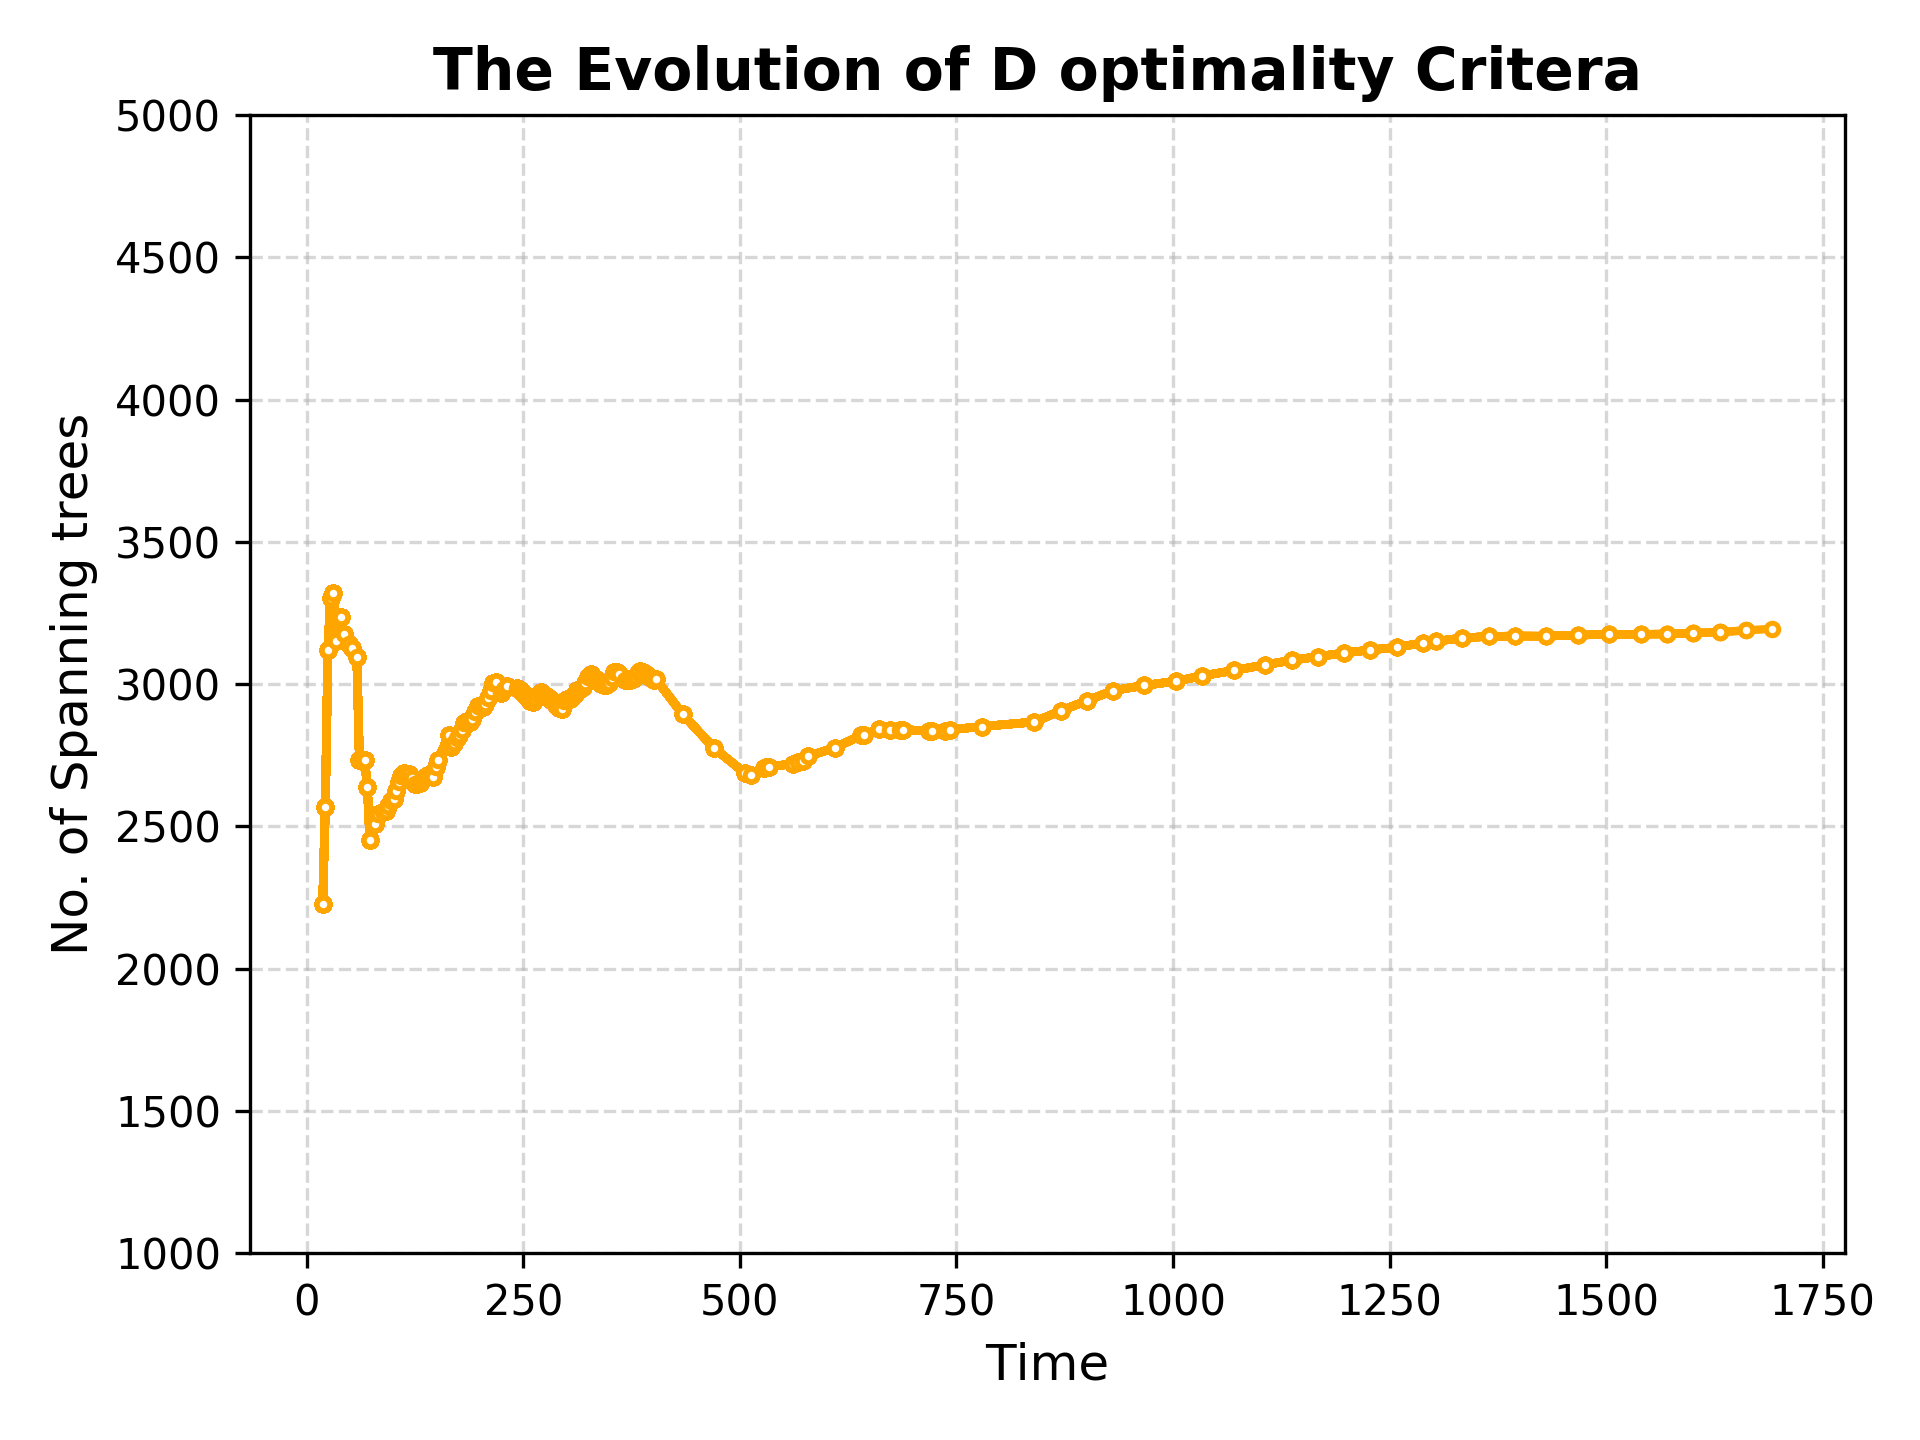 The Evolution of D optimality Critera
5000
4500
4000
3500
3000
2500
2000
1500
1000
No. of Spanning trees
0 250 500 750 1000 1250 1500 1750
Time